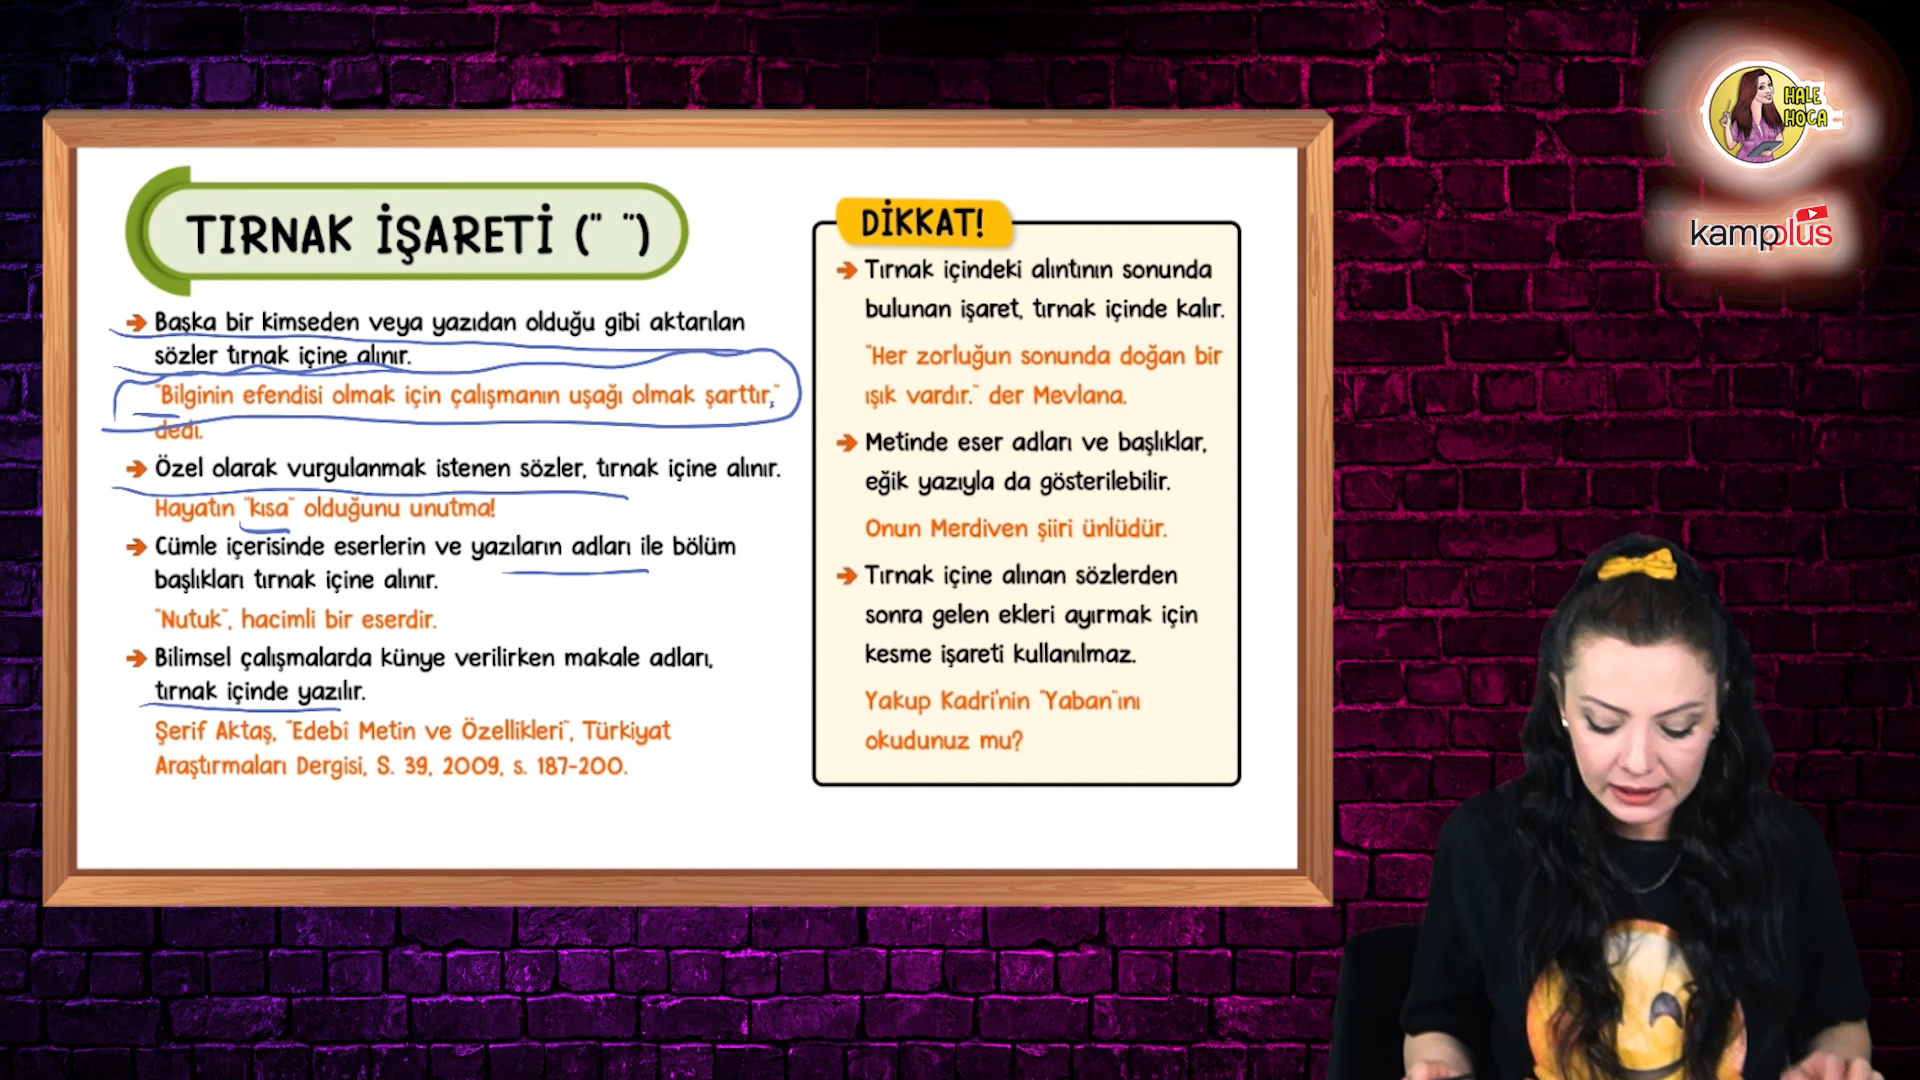 TIRNAK İŞARETİ (" ")
Başka bir kimseden veya yazıdan olduğu gibi aktarılan
sözler tırnak içine alınır.
"Bilginin efendisi olmak için çalışmanın uşağı olmak şarttır,"
dedi.
Özel olarak vurgulanmak istenen sözler, tırnak içine alınır.
Hayatın "kısa" olduğunu unutma!
Cümle içerisinde eserlerin ve yazıların adları ile bölüm
başlıkları tırnak içine alınır.
"Nutuk", hacimli bir eserdir.
Bilimsel çalışmalarda künye verilirken makale adları,
tırnak içinde yazılır.
Şerif Aktaş, "Edebî Metin ve Özellikleri", Türkiyat
Araştırmaları Dergisi, S. 39, 2009, s. 187-200.
DİKKAT!
Tırnak içindeki alıntının sonunda
bulunan işaret, tırnak içinde kalır.
"Her zorluğun sonunda doğan bir
ışık vardır." der Mevlana.
Metinde eser adları ve başlıklar,
eğik yazıyla da gösterilebilir.
Onun Merdiven şiiri ünlüdür.
Tırnak içine alınan sözlerden
sonra gelen ekleri ayırmak için
kesme işareti kullanılmaz.
Yakup Kadri'nin "Yaban"ını
okudunuz mu?
HALE
HOCA
kampplus